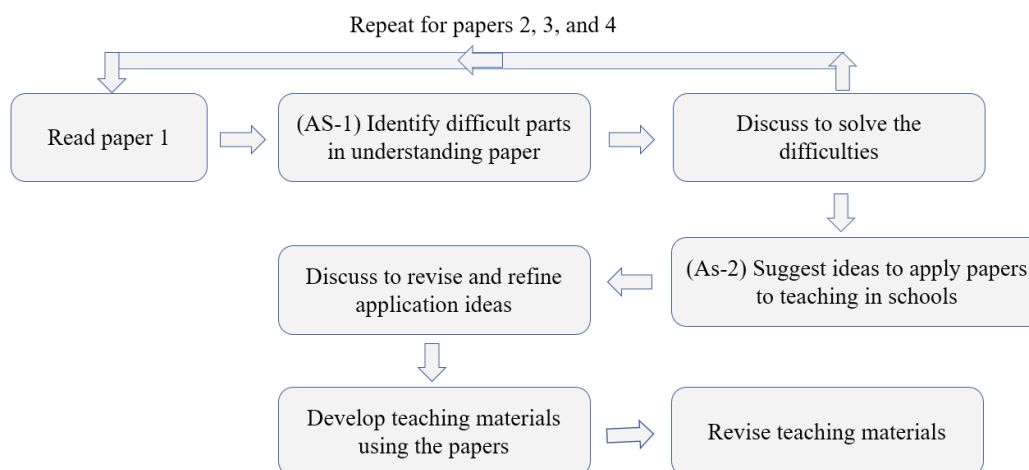 Repeat for papers 2, 3, and 4
Read paper 1
(AS-1) Identify difficult parts
in understanding paper
Discuss to solve the
difficulties
(As-2) Suggest ideas to apply papers
to teaching in schools
Discuss to revise and refine
application ideas
Develop teaching materials
using the papers
Revise teaching materials